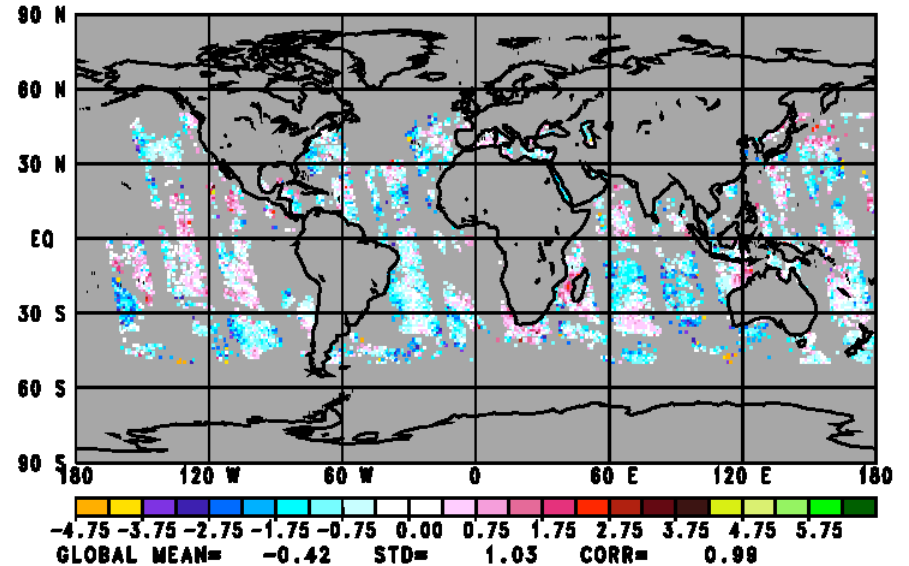 90 N
60 N
30 N
EQ
30 S
60 S
90 S
180 120 W 60 W 0 60 E 120 E 180
-4.75 -3.75 -2.75 -1.75 -0.75 0.00 0.75 1.75 2.75 3.75 4.75 5.75
GLOBAL MEAN= -0.42 STD= 1.03 CORR= 0.99